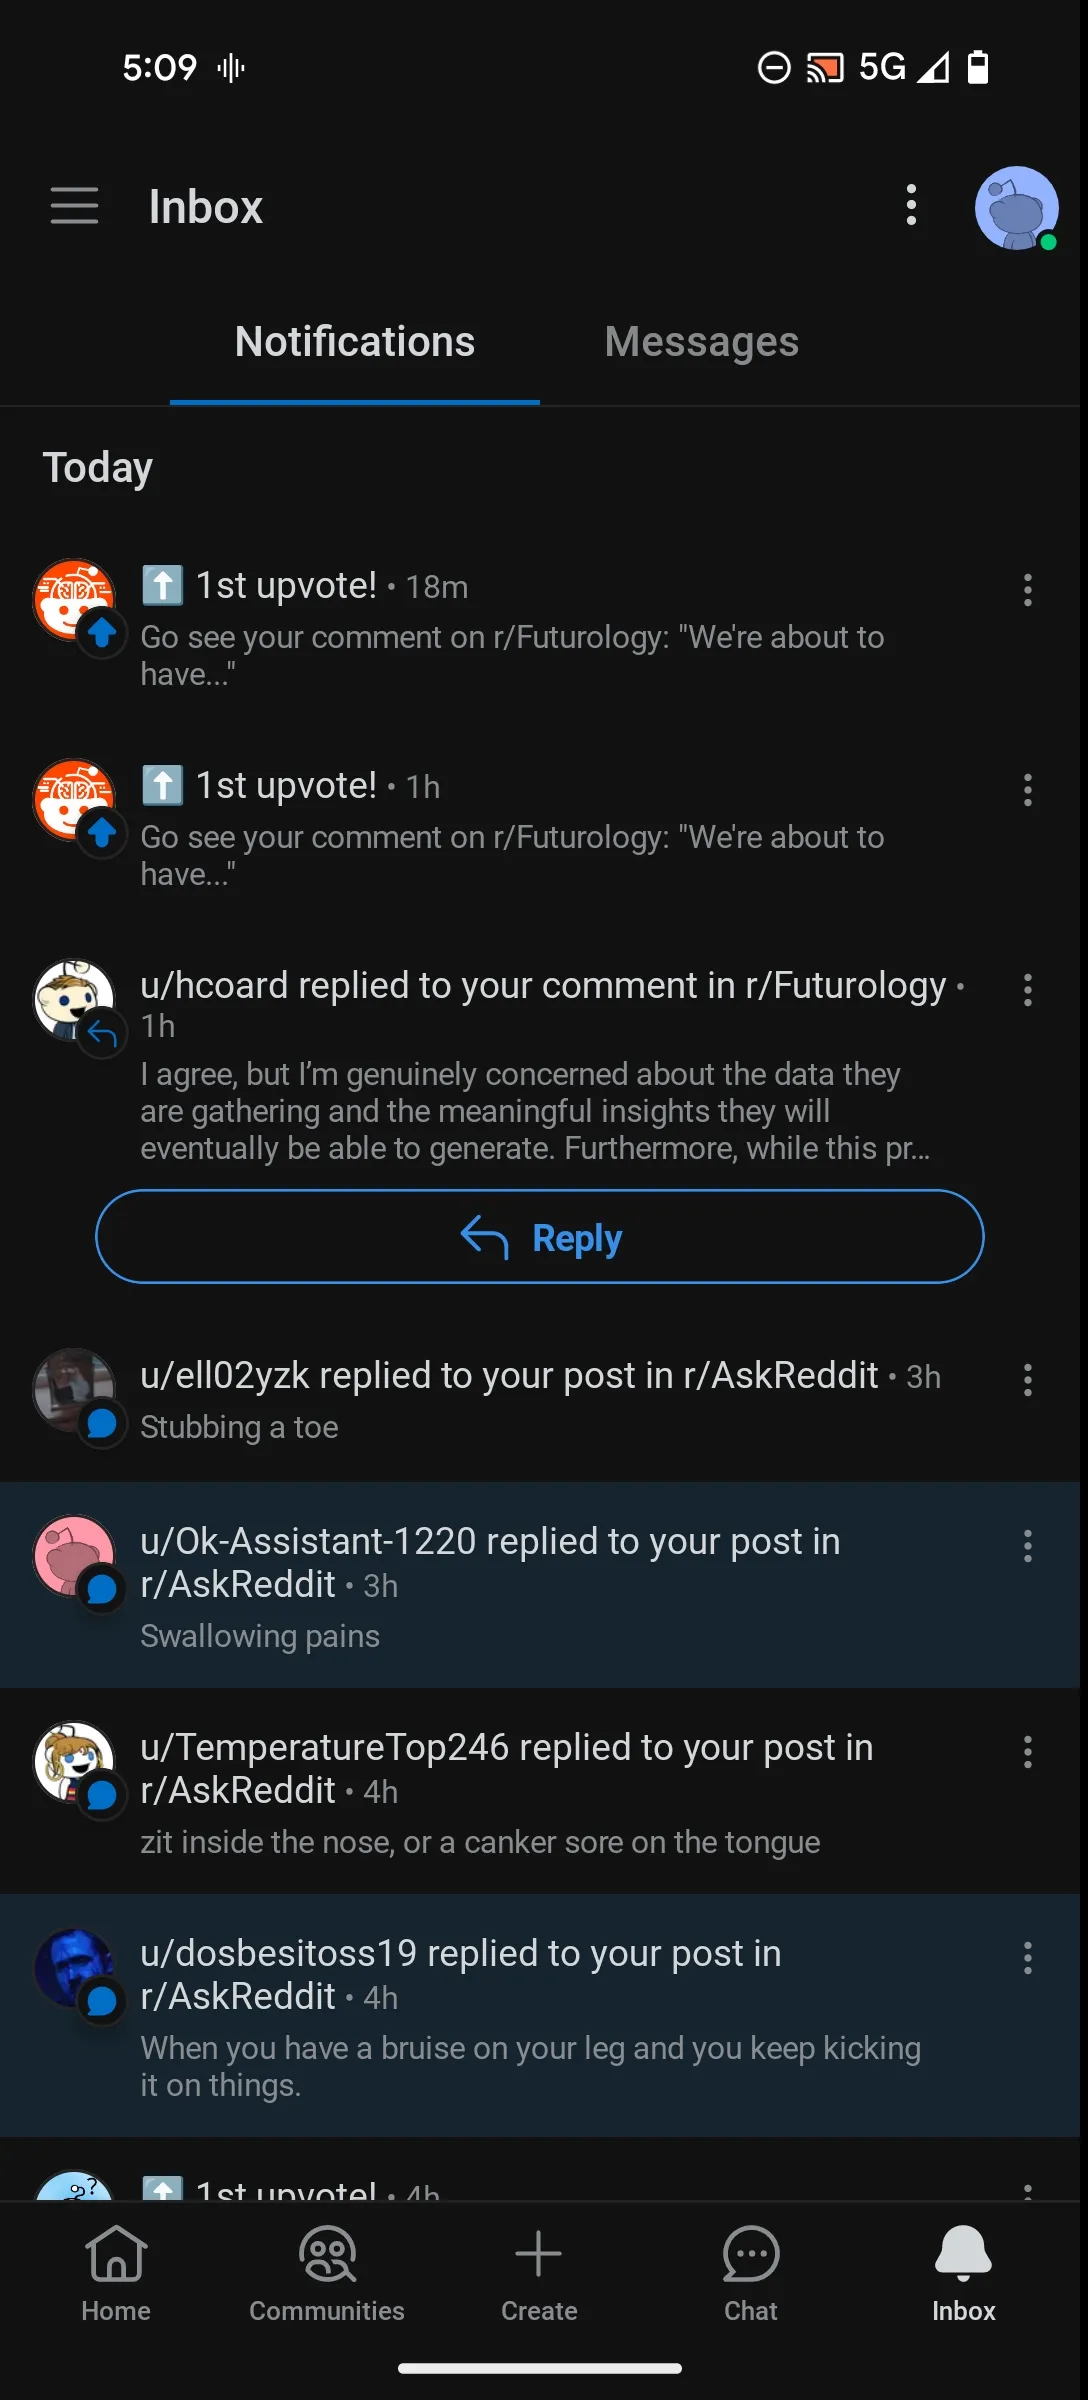 5:09 5G
Inbox
Notifications Messages
Today
1st upvote! • 18m
Go see your comment on r/Futurology: "We're about to
have..."
1st upvote! • 1h
Go see your comment on r/Futurology: "We're about to
have..."
u/hcoard replied to your comment in r/Futurology •
1h
I agree, but I’m genuinely concerned about the data they
are gathering and the meaningful insights they will
eventually be able to generate. Furthermore, while this pr...
Reply
u/ell02yzk replied to your post in r/AskReddit • 3h
Stubbing a toe
u/Ok-Assistant-1220 replied to your post in
r/AskReddit • 3h
Swallowing pains
u/TemperatureTop246 replied to your post in
r/AskReddit • 4h
zit inside the nose, or a canker sore on the tongue
u/dosbesitoss19 replied to your post in
r/AskReddit • 4h
When you have a bruise on your leg and you keep kicking
it on things.
1st upvote! • 4h
Home Communities Create Chat Inbox